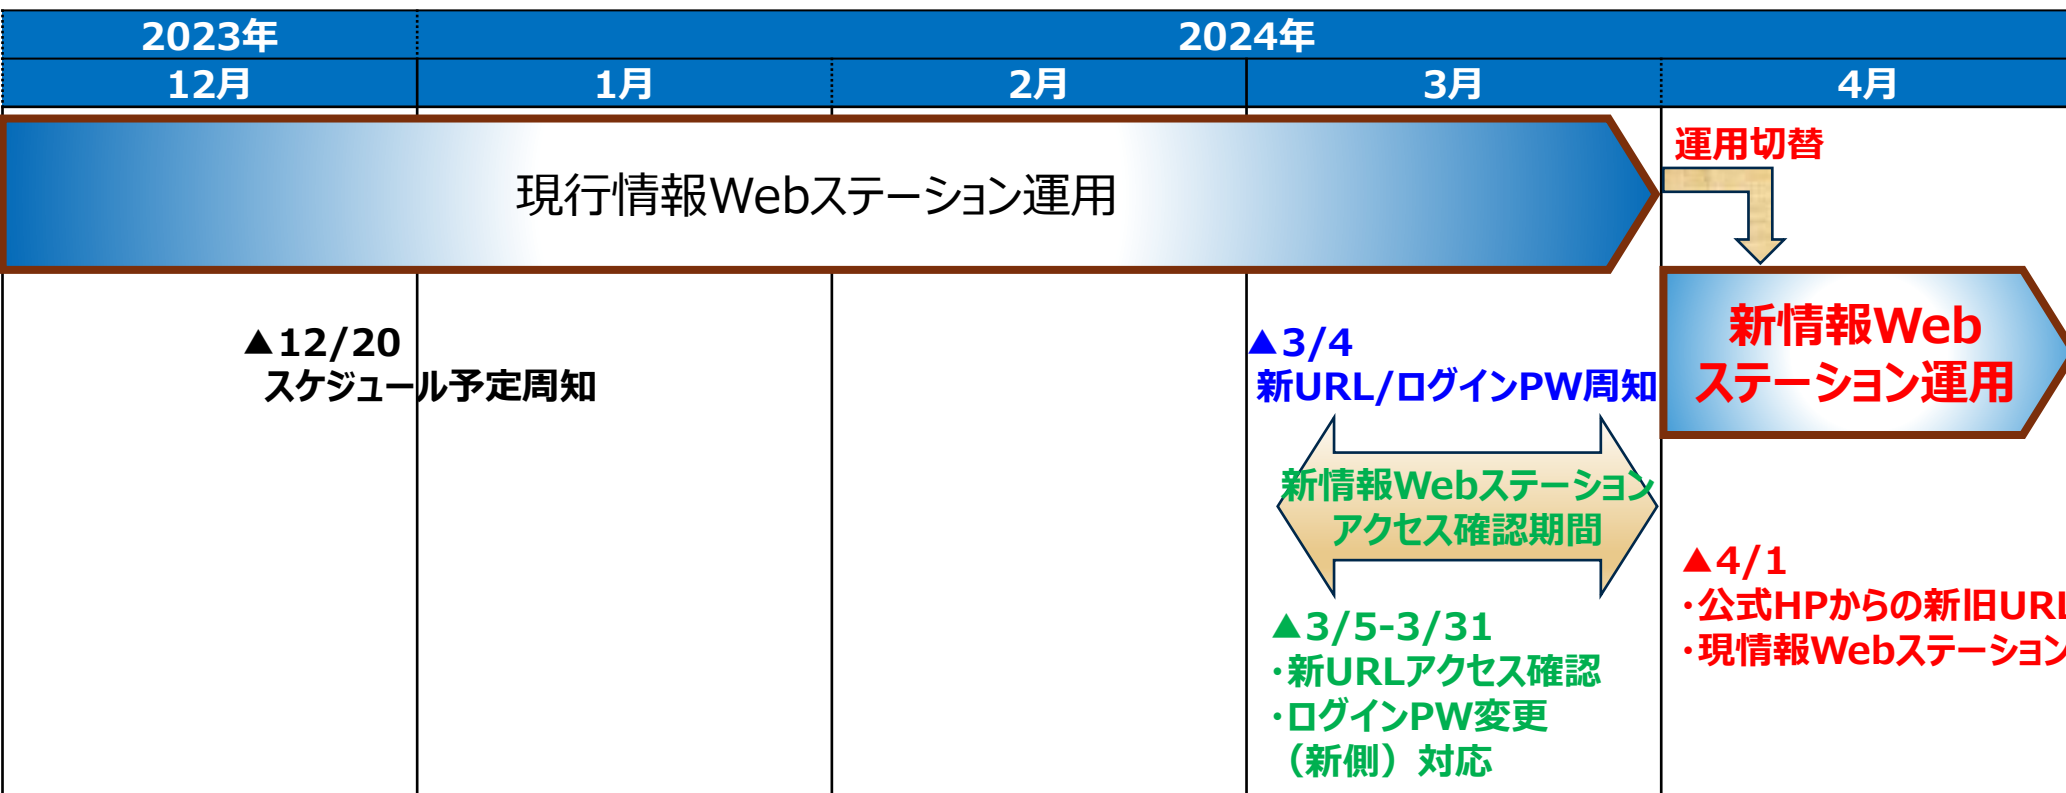 2023年
2024年
12月
1月
2月
3月
4月
現行情報Webステーション運用
運用切替
新情報Web
ステーション運用
▲12/20
スケジュール予定周知
▲3/4
新URL/ログインPW周知
新情報Webステーション
アクセス確認期間
▲3/5-3/31
・新URLアクセス確認
・ログインPW変更
（新側）対応
▲4/1
・公式HPからの新旧URL
・現情報Webステーション